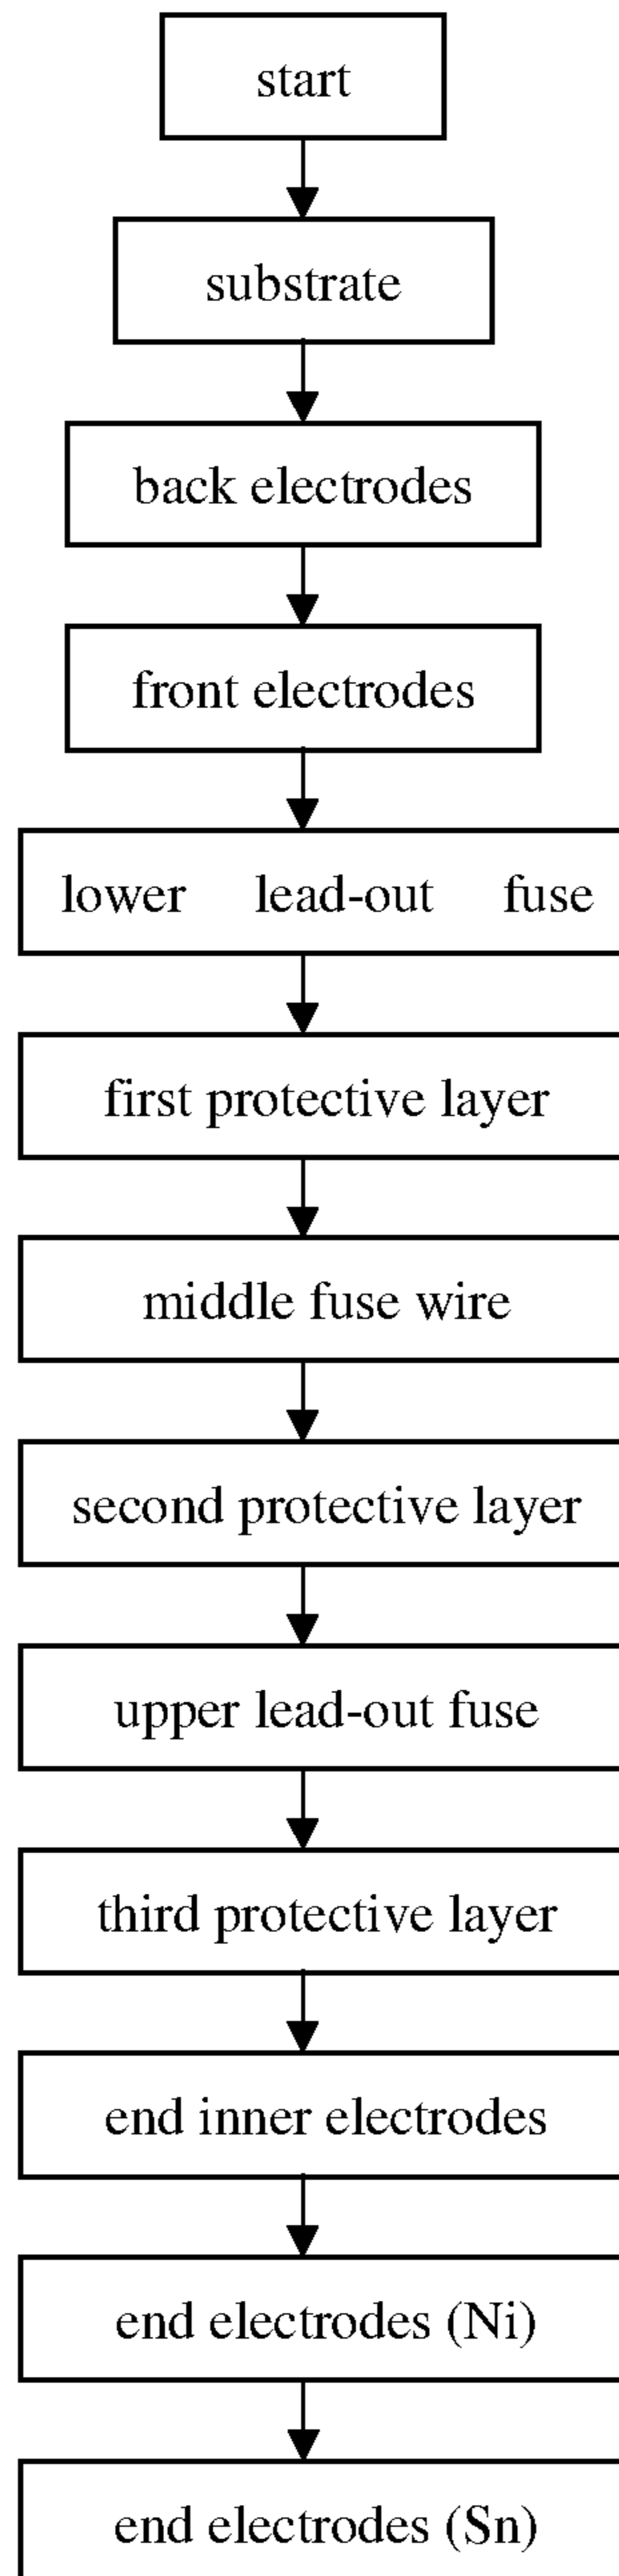 start
substrate
back electrodes
front electrodes
lower lead-out fuse
first protective layer
middle fuse wire
second protective layer
upper lead-out fuse
third protective layer
end inner electrodes
end electrodes (Ni)
end electrodes (Sn)